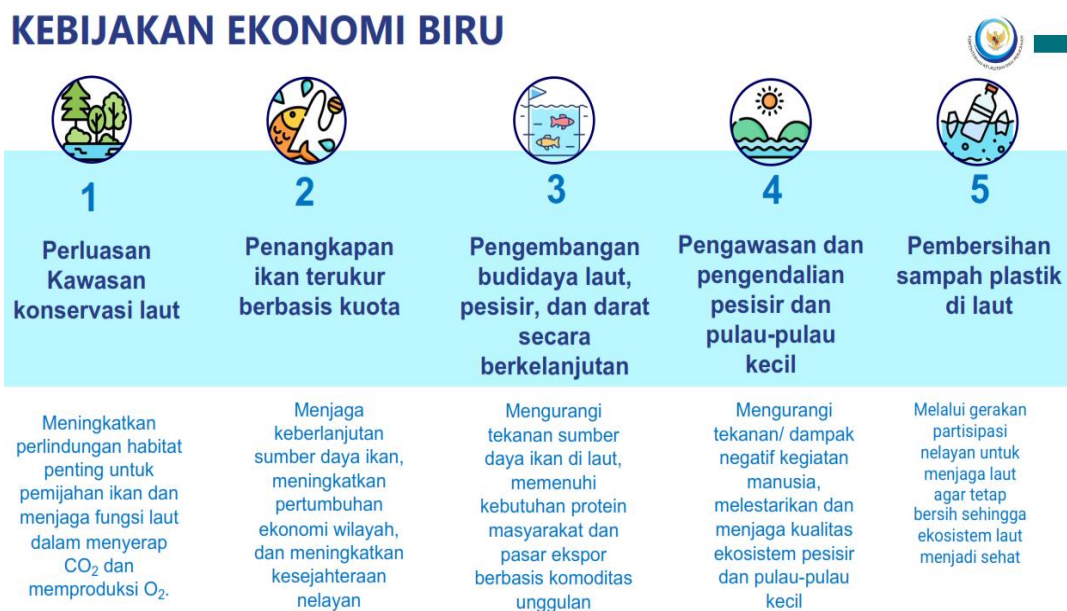 KEBIJAKAN EKONOMI BIRU
1
Perluasan
Kawasan
konservasi laut
Meningkatkan
perlindungan habitat
penting untuk
pemijahan ikan dan
menjaga fungsi laut
dalam menyerap
CO₂ dan
memproduksi O₂.
2
Penangkapan
ikan terukur
berbasis kuota
Menjaga
keberlanjutan
sumber daya ikan,
meningkatkan
pertumbuhan
ekonomi wilayah,
dan meningkatkan
kesejahteraan
nelayan
3
Pengembangan
budidaya laut,
pesisir, dan darat
secara
berkelanjutan
Mengurangi
tekanan sumber
daya ikan di laut,
memenuhi
kebutuhan protein
masyarakat dan
pasar ekspor
berbasis komoditas
unggulan
4
Pengawasan dan
pengendalian
pesisir dan
pulau-pulau
kecil
Mengurangi
tekanan/ dampak
negatif kegiatan
manusia,
melestarikan dan
menjaga kualitas
ekosistem pesisir
dan pulau-pulau
kecil
5
Pembersihan
sampah plastik
di laut
Melalui gerakan
partisipasi
nelayan untuk
menjaga laut
agar tetap
bersih sehingga
ekosistem laut
menjadi sehat